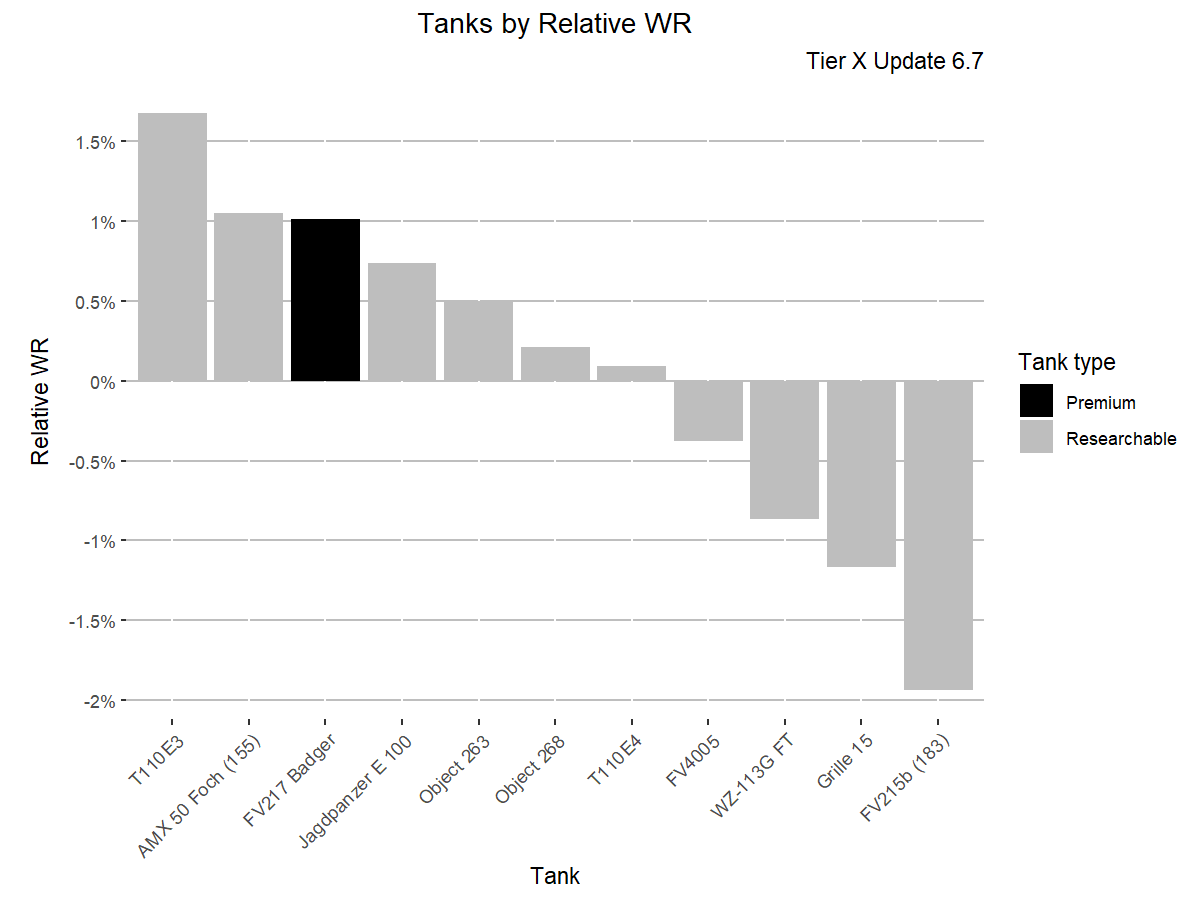 Tanks by Relative WR
Tier X Update 6.7
Relative WR
1.5%
1%
0.5%
0%
-0.5%
-1%
-1.5%
-2%
T110E3
AMX 50 Foch (155)
FV217 Badger
Jagdpanzer E 100
Object 263
Object 268
T110E4
FV4005
WZ-113G FT
Grille 15
FV215b (183)
Tank
Tank type
Premium
Researchable